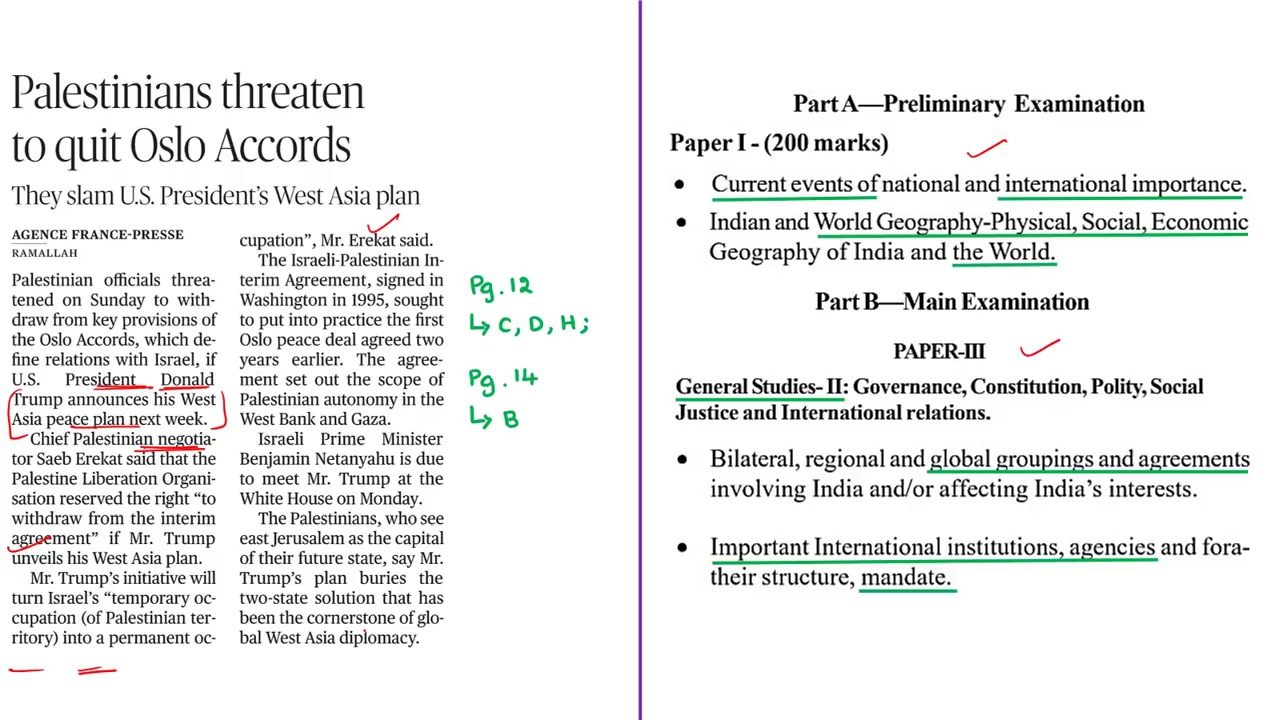 Palestinians threaten
to quit Oslo Accords
They slam U.S. President's West Asia plan
AGENCE FRANCE-PRESSE
RAMALLAH
Palestinian officials threa-
tened on Sunday to with-
draw from key provisions of
the Oslo Accords, which de-
fine relations with Israel, if
U.S. President Donald
Trump announces his West
Asia peace plan next week.
Chief Palestinian negotia-
tor Saeb Erekat said that the
Palestine Liberation Organi-
sation reserved the right "to
withdraw from the interim
agreement" if Mr. Trump
unveils his West Asia plan.
Mr. Trump's initiative will
turn Israel's "temporary oc-
cupation (of Palestinian ter-
ritory) into a permanent oc-
cupation", Mr. Erekat said.
The Israeli-Palestinian In-
terim Agreement, signed in
Washington in 1995, sought
to put into practice the first
Oslo peace deal agreed two
years earlier. The agree-
ment set out the scope of
Palestinian autonomy in the
West Bank and Gaza.
Israeli Prime Minister
Benjamin Netanyahu is due
to meet Mr. Trump at the
White House on Monday.
The Palestinians, who see
east Jerusalem as the capital
of their future state, say Mr.
Trump's plan buries the
two-state solution that has
been the cornerstone of glo-
bal West Asia diplomacy.
Pg. 12
↳ C, D, H;
Pg. 14
↳ B
Part A—Preliminary Examination
Paper I - (200 marks)
• Current events of national and international importance.
• Indian and World Geography-Physical, Social, Economic
Geography of India and the World.
Part B—Main Examination
PAPER-III
General Studies- II: Governance, Constitution, Polity, Social
Justice and International relations.
• Bilateral, regional and global groupings and agreements
involving India and/or affecting India's interests.
• Important International institutions, agencies and fora-
their structure, mandate.